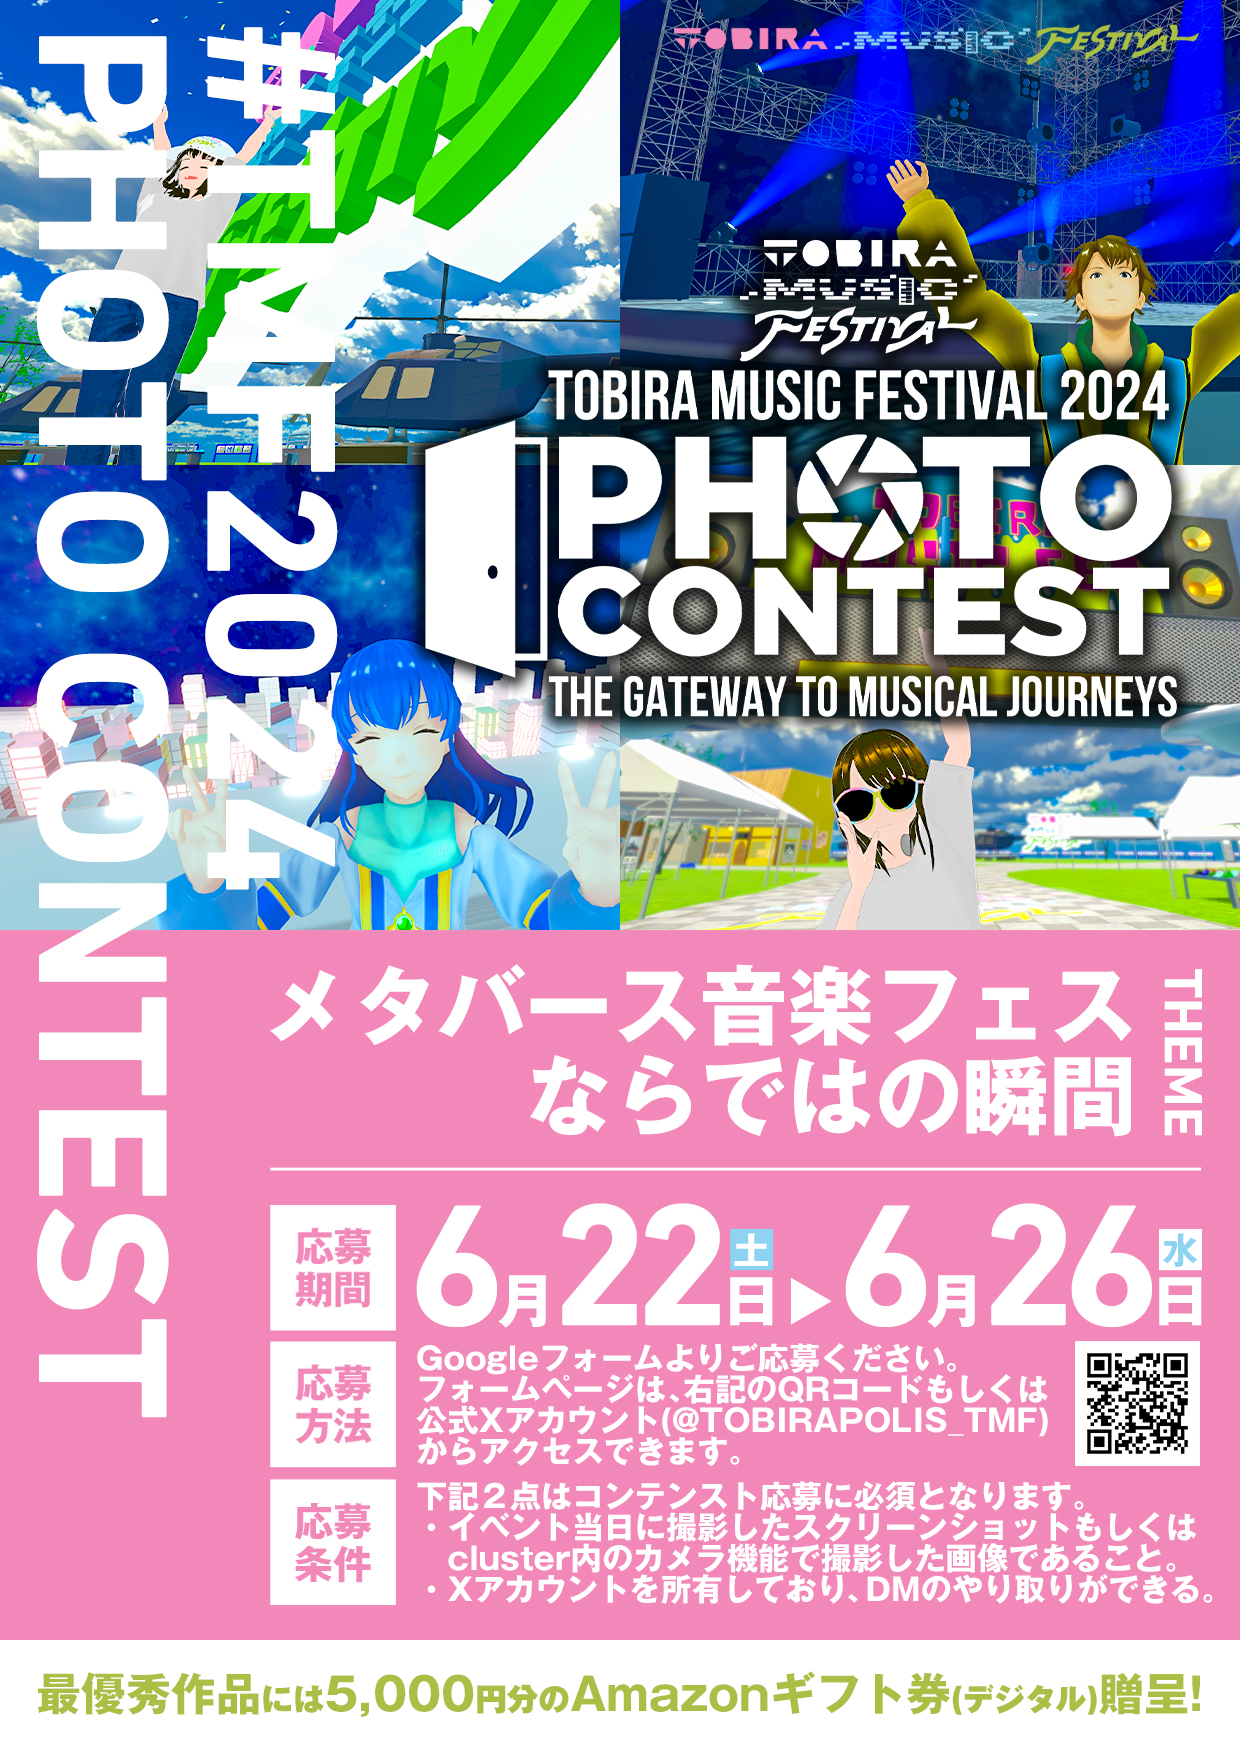 #TMF2024
PHOTO CONTEST
TOBIRA MUSIC FESTIVAL
TOBIRA
MUSIC
FESTIVAL
TOBIRA MUSIC FESTIVAL 2024
PHOTO
CONTEST
THE GATEWAY TO MUSICAL JOURNEYS
メタバース音楽フェス
ならではの瞬間
THEME
応募
期間
6月22土日▶6月26水日
応募
方法
Googleフォームよりご応募ください。
フォームページは、右記のQRコードもしくは
公式Xアカウント(@TOBIRAPOLIS_TMF)
からアクセスできます。
応募
条件
下記２点はコンテンスト応募に必須となります。
・イベント当日に撮影したスクリーンショットもしくは
cluster内のカメラ機能で撮影した画像であること。
・Xアカウントを所有しており、DMのやり取りができる。
最優秀作品には5,000円分のAmazonギフト券(デジタル)贈呈!